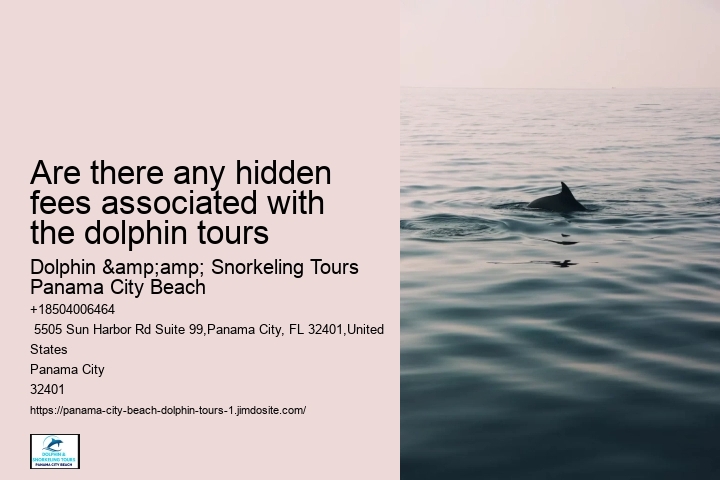 Are there any hidden
fees associated with
the dolphin tours
Dolphin &amp;amp; Snorkeling Tours
Panama City Beach
+18504006464
5505 Sun Harbor Rd Suite 99,Panama City, FL 32401,United
States
Panama City
32401
https://panama-city-beach-dolphin-tours-1.jimdosite.com/
DOLPHIN &
SNORKELING TOURS
PANAMA CITY BEACH